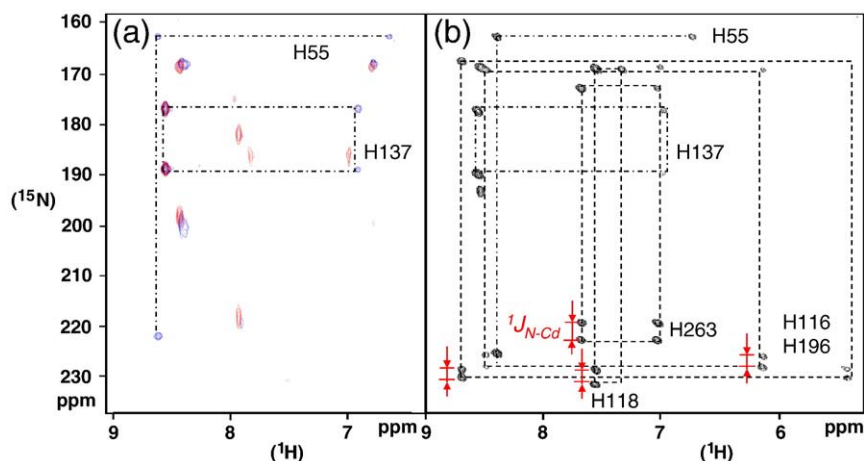 (a)
(b)
160
170
180
190
200
210
220
230
ppm
(¹⁵N)
H55
H137
9
8
7
ppm
(¹H)
H55
H137
¹J_N-Cd
H263
H116
H196
H118
9
8
7
6
ppm
(¹H)